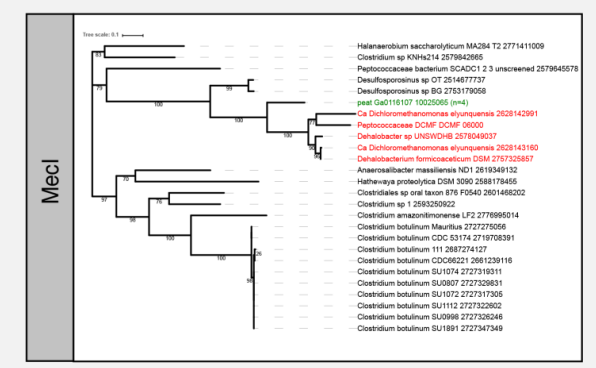 MecI
Tree scale: 0.1
Halanaerobium saccharolyticum MA284 T2 2771411009
Clostridium sp KNHs214 2579842665
Peptococcaceae bacterium SCADC1 2 3 unscreened 2579645578
Desulfosporosinus sp OT 2514677737
Desulfosporosinus sp BG 2753179058
peat Ga0116107 10025065 (n=4)
Ca Dichloromethanomonas elyunquensis 2628142991
Peptococcaceae DCMF DCMF 06000
Dehalobacter sp UNSWDHB 2578049037
Ca Dichloromethanomonas elyunquensis 2628143160
Dehalobacterium formicoaceticum DSM 2757325857
Anaerosalibacter massiliensis ND1 2619349132
Hathewaya proteolytica DSM 3090 2588178455
Clostridiales sp oral taxon 876 F0540 2601468202
Clostridium sp 1 2593250922
Clostridium amazonitimonense LF2 2776995014
Clostridium botulinum Mauritius 2727275056
Clostridium botulinum CDC 53174 2719708391
Clostridium botulinum 111 2687274127
Clostridium botulinum CDC66221 2661239116
Clostridium botulinum SU1074 2727319311
Clostridium botulinum SU0807 2727329831
Clostridium botulinum SU1072 2727317305
Clostridium botulinum SU1112 2727322602
Clostridium botulinum SU0998 2727326246
Clostridium botulinum SU1891 2727347349
79
100
99
100
100
70
97
98
76
100
100
26